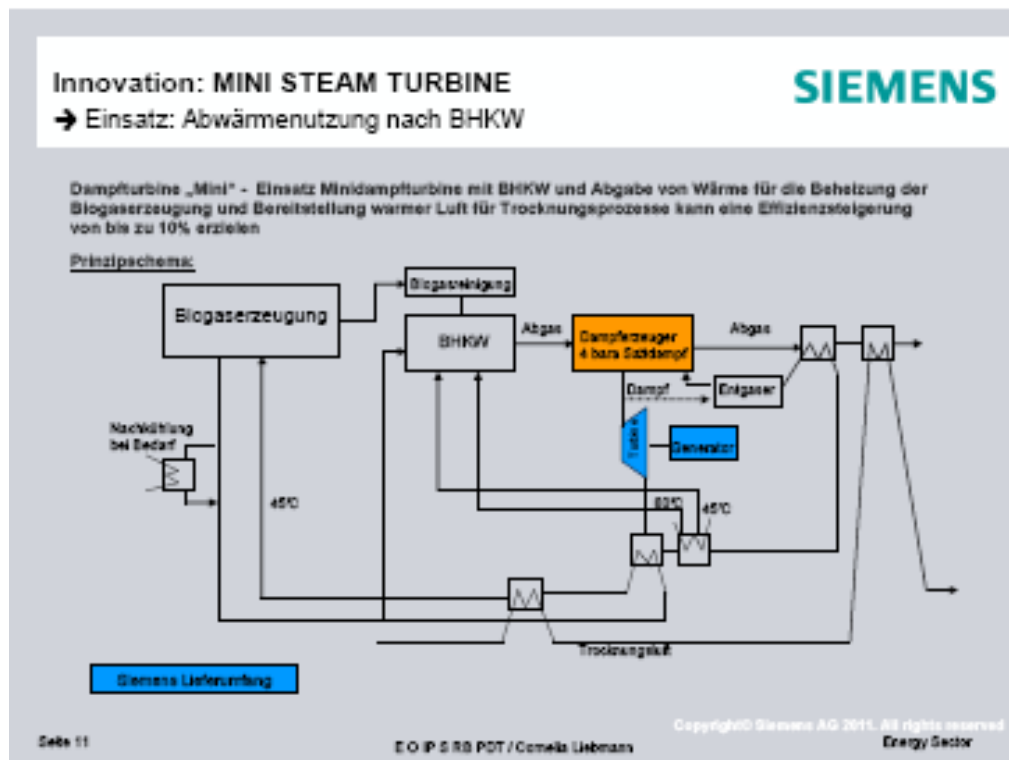 Innovation: MINI STEAM TURBINE
SIEMENS
➔ Einsatz: Abwärmenutzung nach BHKW
Dampfturbine „Mini“ - Einsatz Minidampfturbine mit BHKW und Abgabe von Wärme für die Beheizung der
Biogaserzeugung und Bereitstellung warmer Luft für Trocknungsprozesse kann eine Effizienzsteigerung
von bis zu 10% erzielen
Prinzipschema:
Biogasreinigung
Biogaserzeugung
BHKW
Abgas
Dampferzeuger
4 bara Sattdampf
Abgas
Dampf
Entgaser
Turbine
Generator
Nachkühlung
bei Bedarf
45°C
45°C
Trocknungsluft
Siemens Lieferumfang
Copyright© Siemens AG 2011. All rights reserved
Seite 11
E O IP S RB PDT / Cornelia Liebmann
Energy Sector